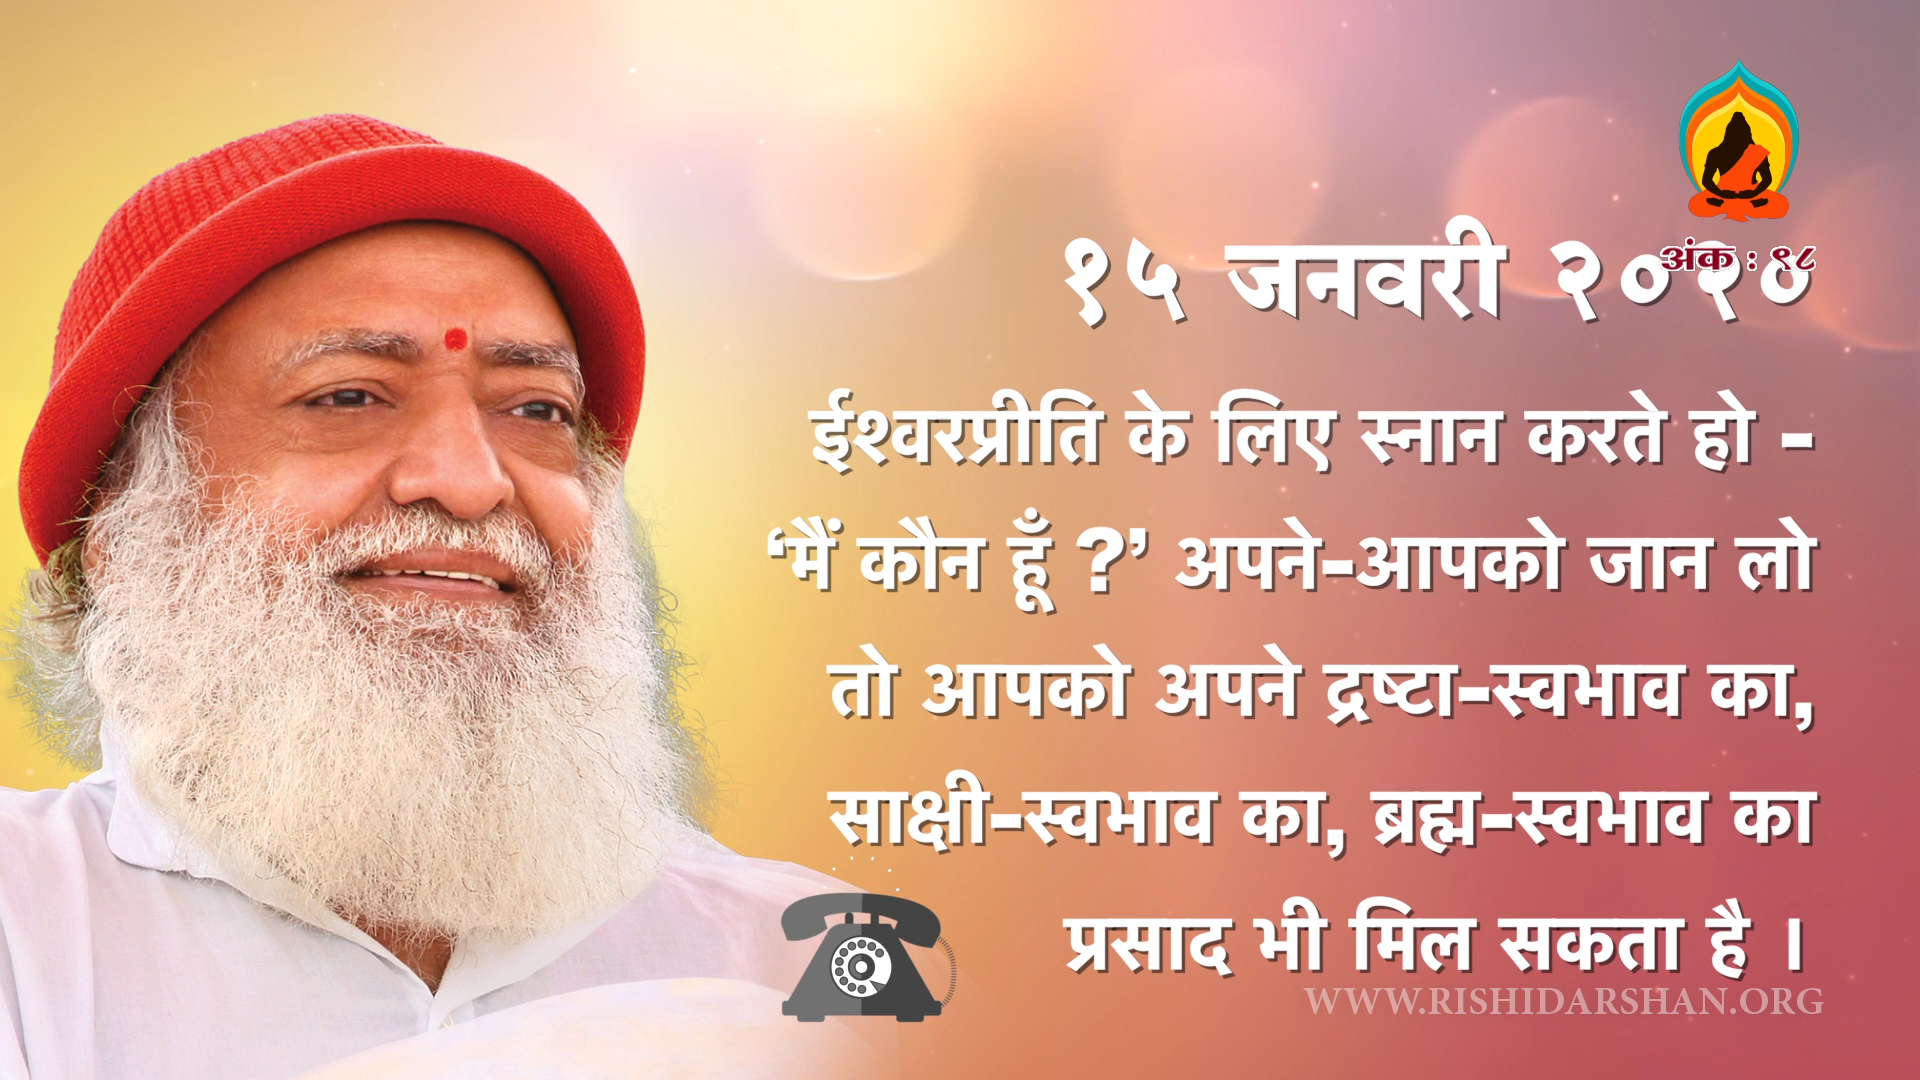 अंक : ९८
१५ जनवरी २०२०
ईश्वरप्रीति के लिए स्नान करते हो -
‘मैं कौन हूँ ?’ अपने-आपको जान लो
तो आपको अपने द्रष्टा-स्वभाव का,
साक्षी-स्वभाव का, ब्रह्म-स्वभाव का
प्रसाद भी मिल सकता है ।
WWW.RISHIDARSHAN.ORG